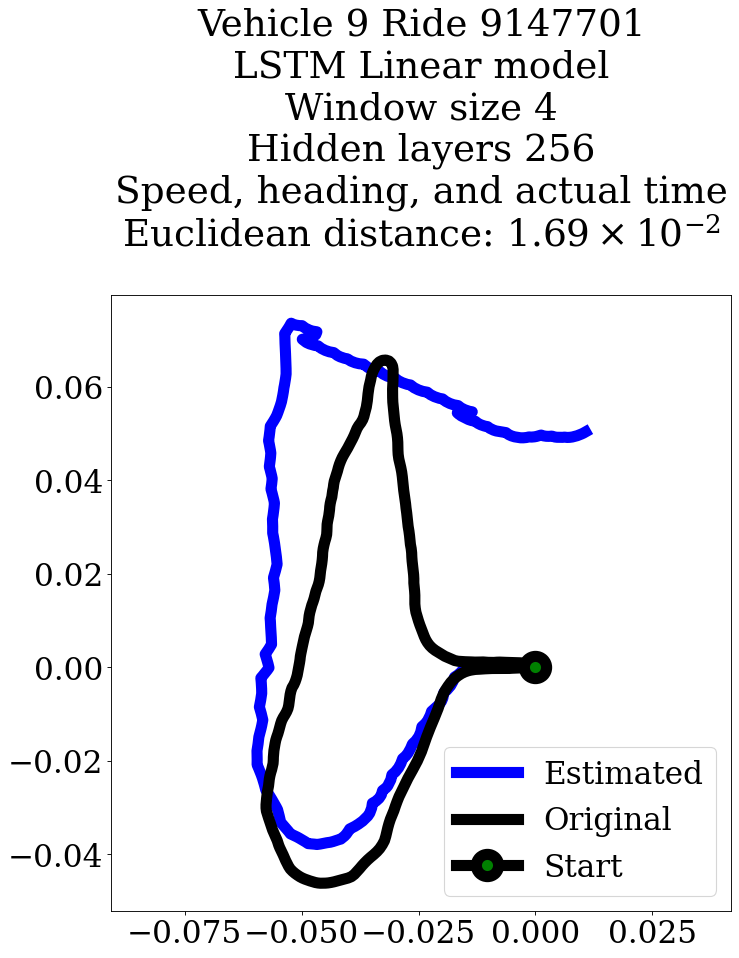 Vehicle 9 Ride 9147701
LSTM Linear model
Window size 4
Hidden layers 256
Speed, heading, and actual time
Euclidean distance: 1.69 × 10⁻²
0.06
0.04
0.02
0.00
−0.02
−0.04
Estimated
Original
Start
−0.075 −0.050 −0.025 0.000 0.025